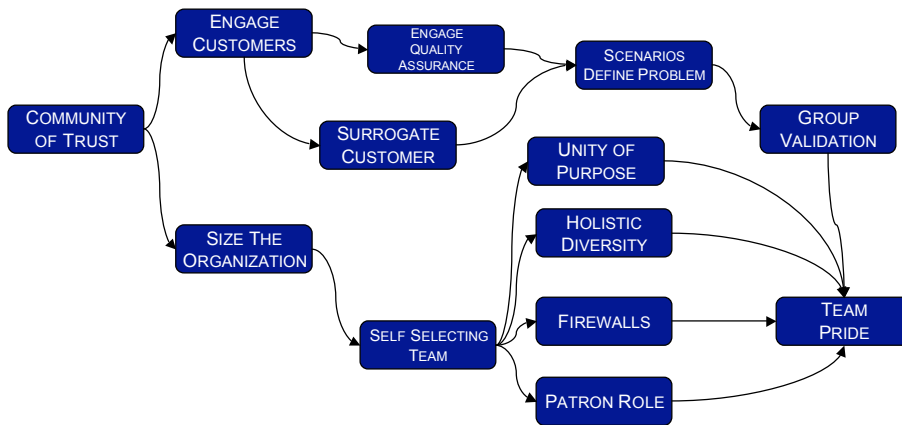 ENGAGE
CUSTOMERS
ENGAGE
QUALITY
ASSURANCE
SCENARIOS
DEFINE PROBLEM
COMMUNITY
OF TRUST
SURROGATE
CUSTOMER
GROUP
VALIDATION
UNITY OF
PURPOSE
SIZE THE
ORGANIZATION
HOLISTIC
DIVERSITY
SELF SELECTING
TEAM
FIREWALLS
TEAM
PRIDE
PATRON ROLE